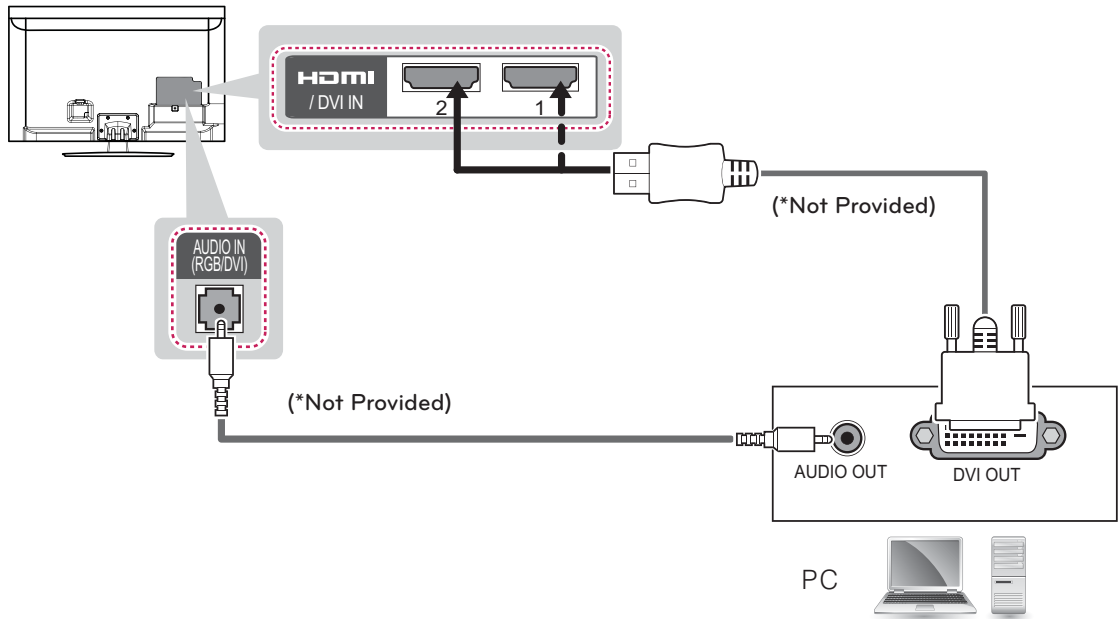 HDMI
/ DVI IN
2
1
(*Not Provided)
AUDIO IN
(RGB/DVI)
(*Not Provided)
AUDIO OUT
DVI OUT
PC